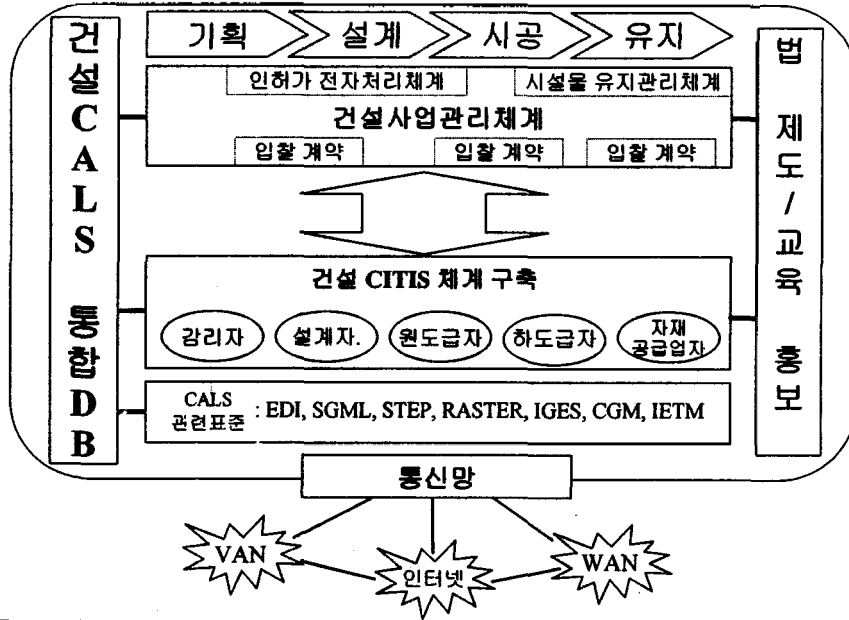 기획 설계 시공 유지
건설CALS 통합DB
인허가 전자처리체계
시설물 유지관리체계
건설사업관리체계
입찰 계약
입찰 계약
입찰 계약
법 제도/교육 홍보
건설 CITIS 체계 구축
감리자
설계자.
원도급자
하도급자
자재
공급업자
CALS
관련표준
: EDI, SGML, STEP, RASTER, IGES, CGM, IETM
통신망
VAN
인터넷
WAN